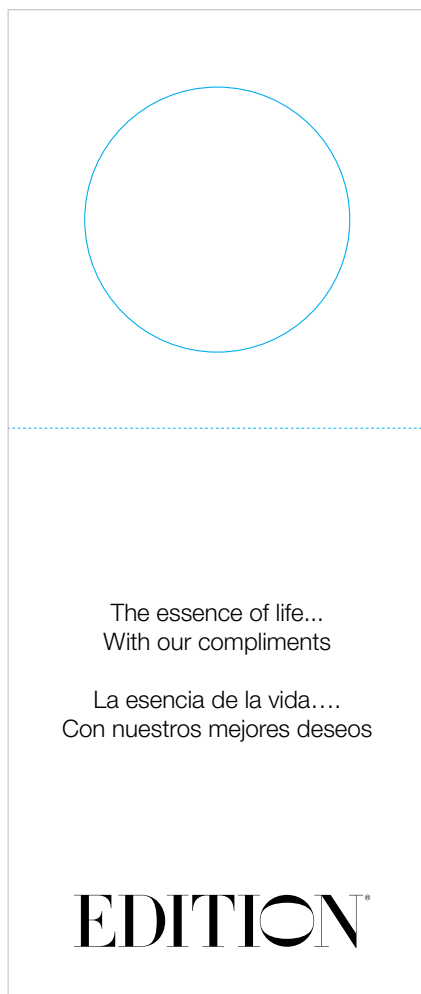 The essence of life...
With our compliments
La esencia de la vida....
Con nuestros mejores deseos
EDITION®